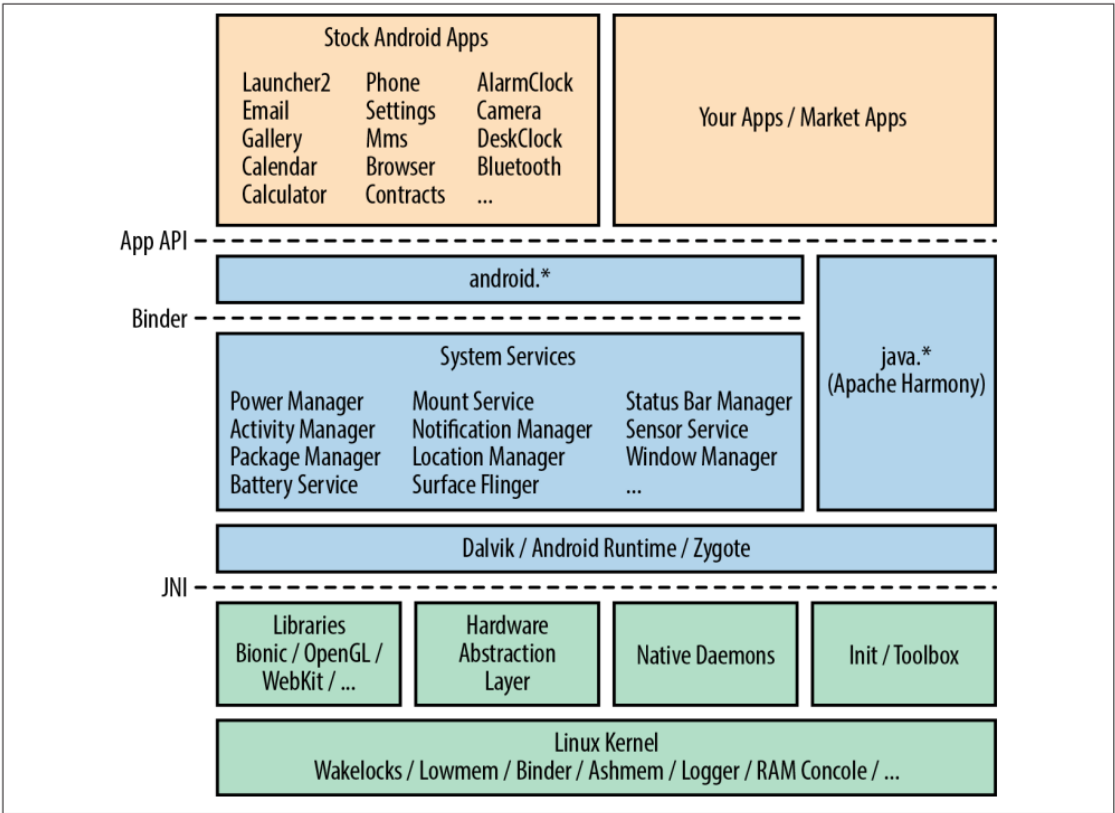 Stock Android Apps
Launcher2 Phone AlarmClock
Email Settings Camera
Gallery Mms DeskClock
Calendar Browser Bluetooth
Calculator Contracts ...
Your Apps / Market Apps
App API
android.*
Binder
System Services
Power Manager Mount Service Status Bar Manager
Activity Manager Notification Manager Sensor Service
Package Manager Location Manager Window Manager
Battery Service Surface Flinger ...
java.*
(Apache Harmony)
Dalvik / Android Runtime / Zygote
JNI
Libraries
Bionic / OpenGL /
WebKit / ...
Hardware
Abstraction
Layer
Native Daemons
Init / Toolbox
Linux Kernel
Wakelocks / Lowmem / Binder / Ashmem / Logger / RAM Concole / ...